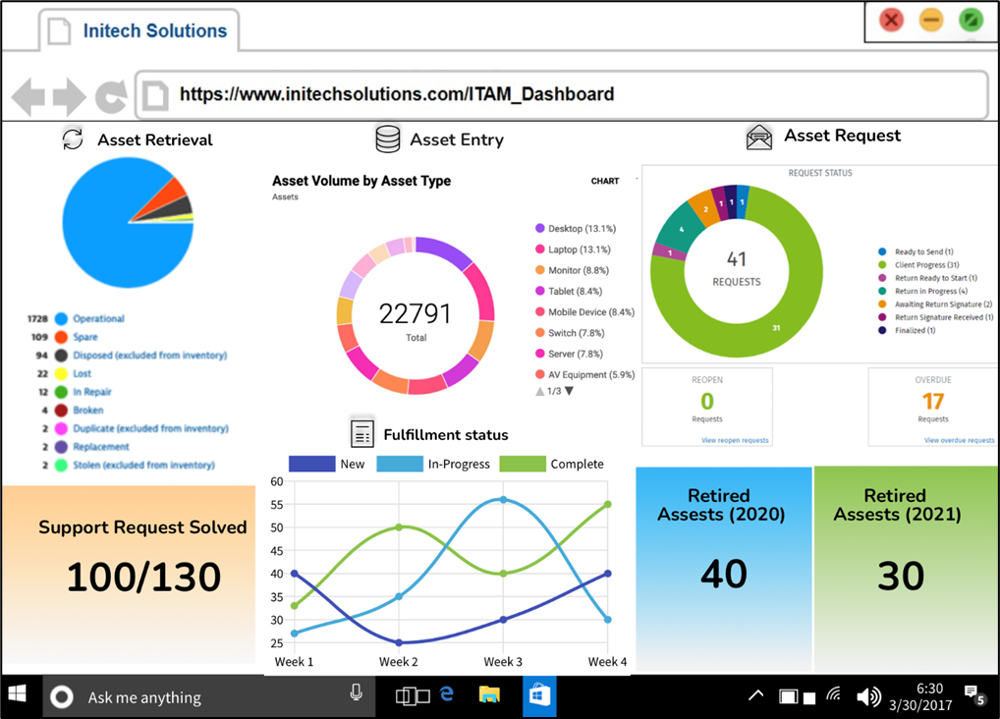 Initech Solutions
https://www.initechsolutions.com/ITAM_Dashboard
Asset Retrieval
1728 Operational
109 Spare
94 Disposed (excluded from inventory)
22 Lost
12 In Repair
4 Broken
2 Duplicate (excluded from inventory)
2 Replacement
2 Stolen (excluded from inventory)
Support Request Solved
100/130
Asset Entry
Asset Volume by Asset Type
CHART
Assets
22791
Total
Desktop (13.1%)
Laptop (13.1%)
Monitor (8.8%)
Tablet (8.4%)
Mobile Device (8.4%)
Switch (7.8%)
Server (7.8%)
AV Equipment (5.9%)
1/3
Fulfillment status
New In-Progress Complete
60
55
50
45
40
35
30
25
Week 1 Week 2 Week 3 Week 4
Asset Request
REQUEST STATUS
1
1
1
2
4
1
31
41
REQUESTS
Ready to Send (1)
Client Progress (31)
Return Ready to Start (1)
Return in Progress (4)
Awaiting Return Signature (2)
Return Signature Received (1)
Finalized (1)
REOPEN
0
Requests
View reopen requests
OVERDUE
17
Requests
View overdue requests
Retired
Assests (2020)
40
Retired
Assests (2021)
30
Ask me anything
6:30
3/30/2017
5